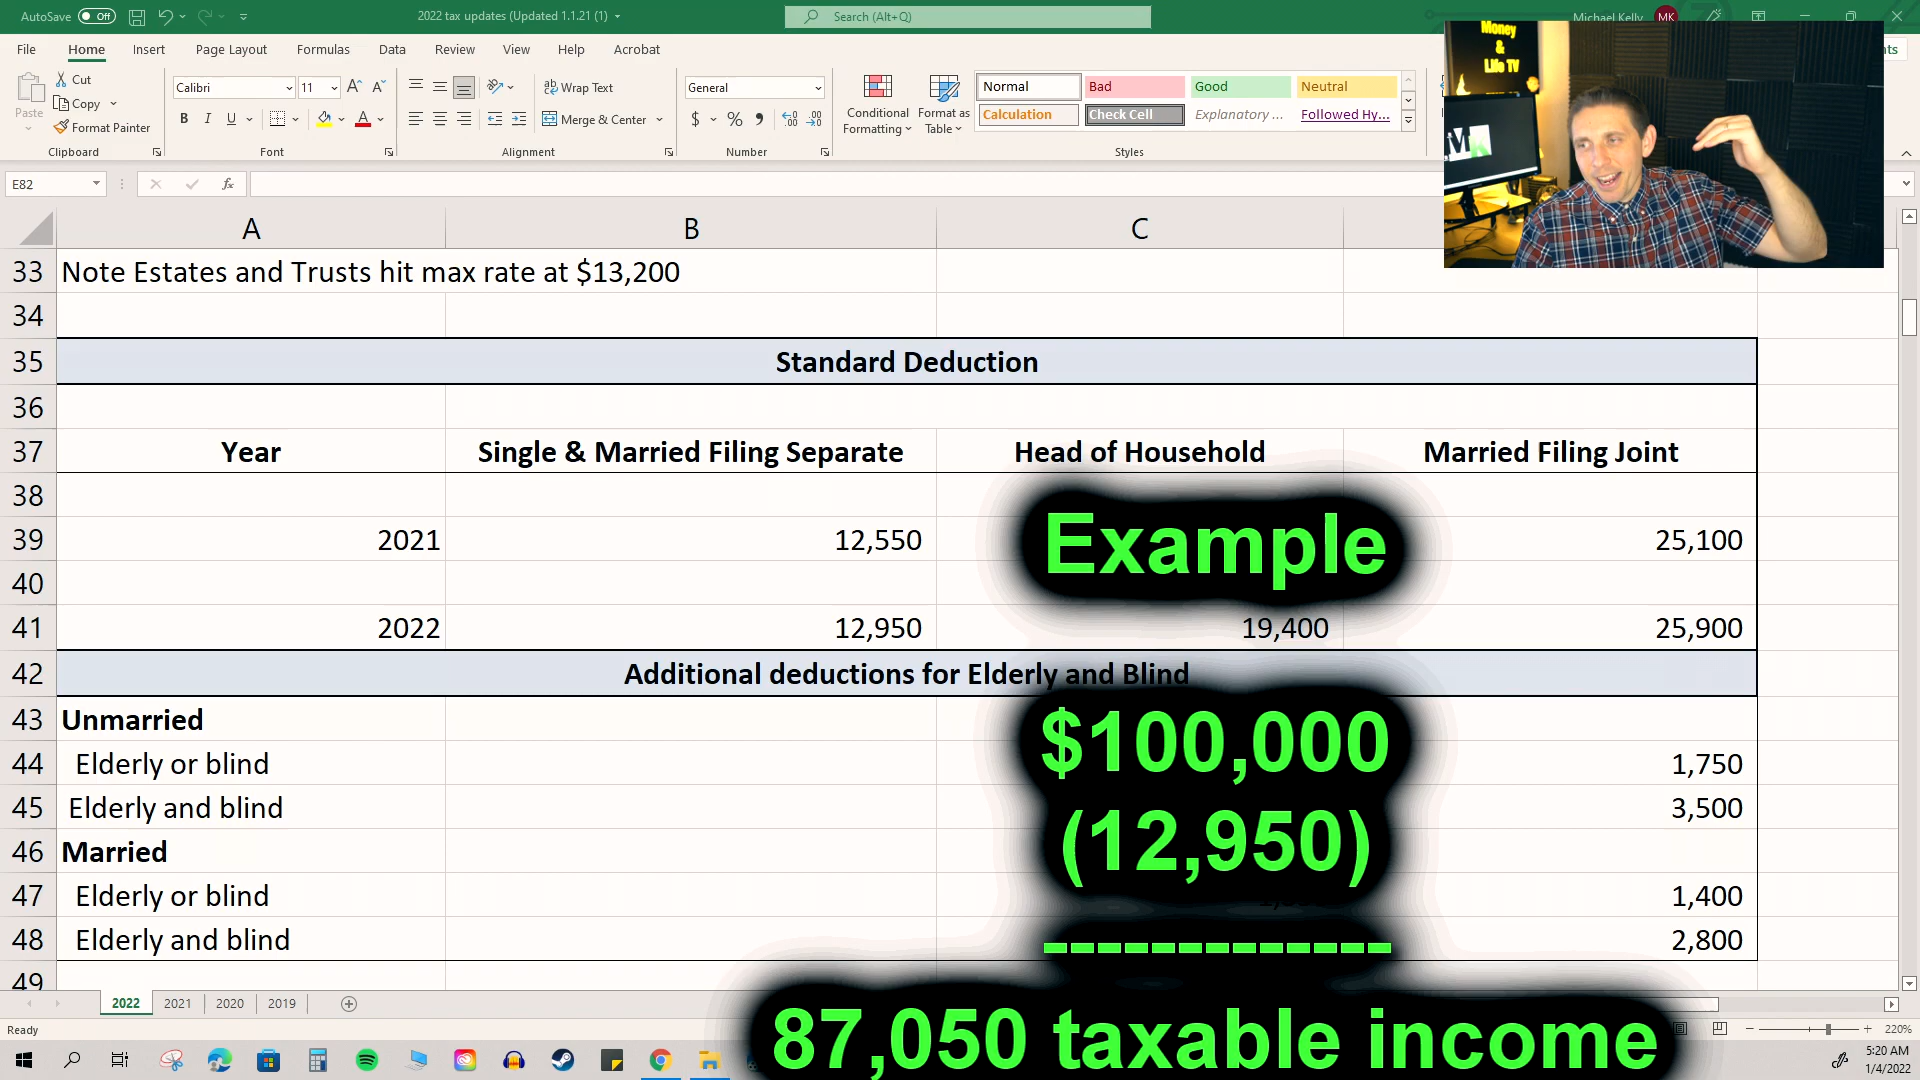 AutoSave Off
2022 tax updates (Updated 1.1.21 (1)
Search (Alt+Q)
Michael Kelly MK
File Home Insert Page Layout Formulas Data Review View Help Acrobat
Paste
Cut
Copy
Format Painter
Clipboard
Calibri 11
B I U
Font
Wrap Text
Merge & Center
Alignment
General
$ %
Number
Conditional Formatting
Format as Table
Normal Bad Good Neutral
Calculation Check Cell Explanatory ... Followed Hy...
Styles
Money
&
Life TV
E82
fx
A B C
33 Note Estates and Trusts hit max rate at $13,200
34
35 Standard Deduction
36
37 Year Single & Married Filing Separate Head of Household Married Filing Joint
38
Example
39 2021 12,550 25,100
40
41 2022 12,950 19,400 25,900
42 Additional deductions for Elderly and Blind
43 Unmarried
$100,000
44 Elderly or blind 1,750
45 Elderly and blind 3,500
(12,950)
46 Married
47 Elderly or blind 1,400
48 Elderly and blind 2,800
-------------
49
87,050 taxable income
2022 2021 2020 2019
Ready
220%
5:20 AM
1/4/2022